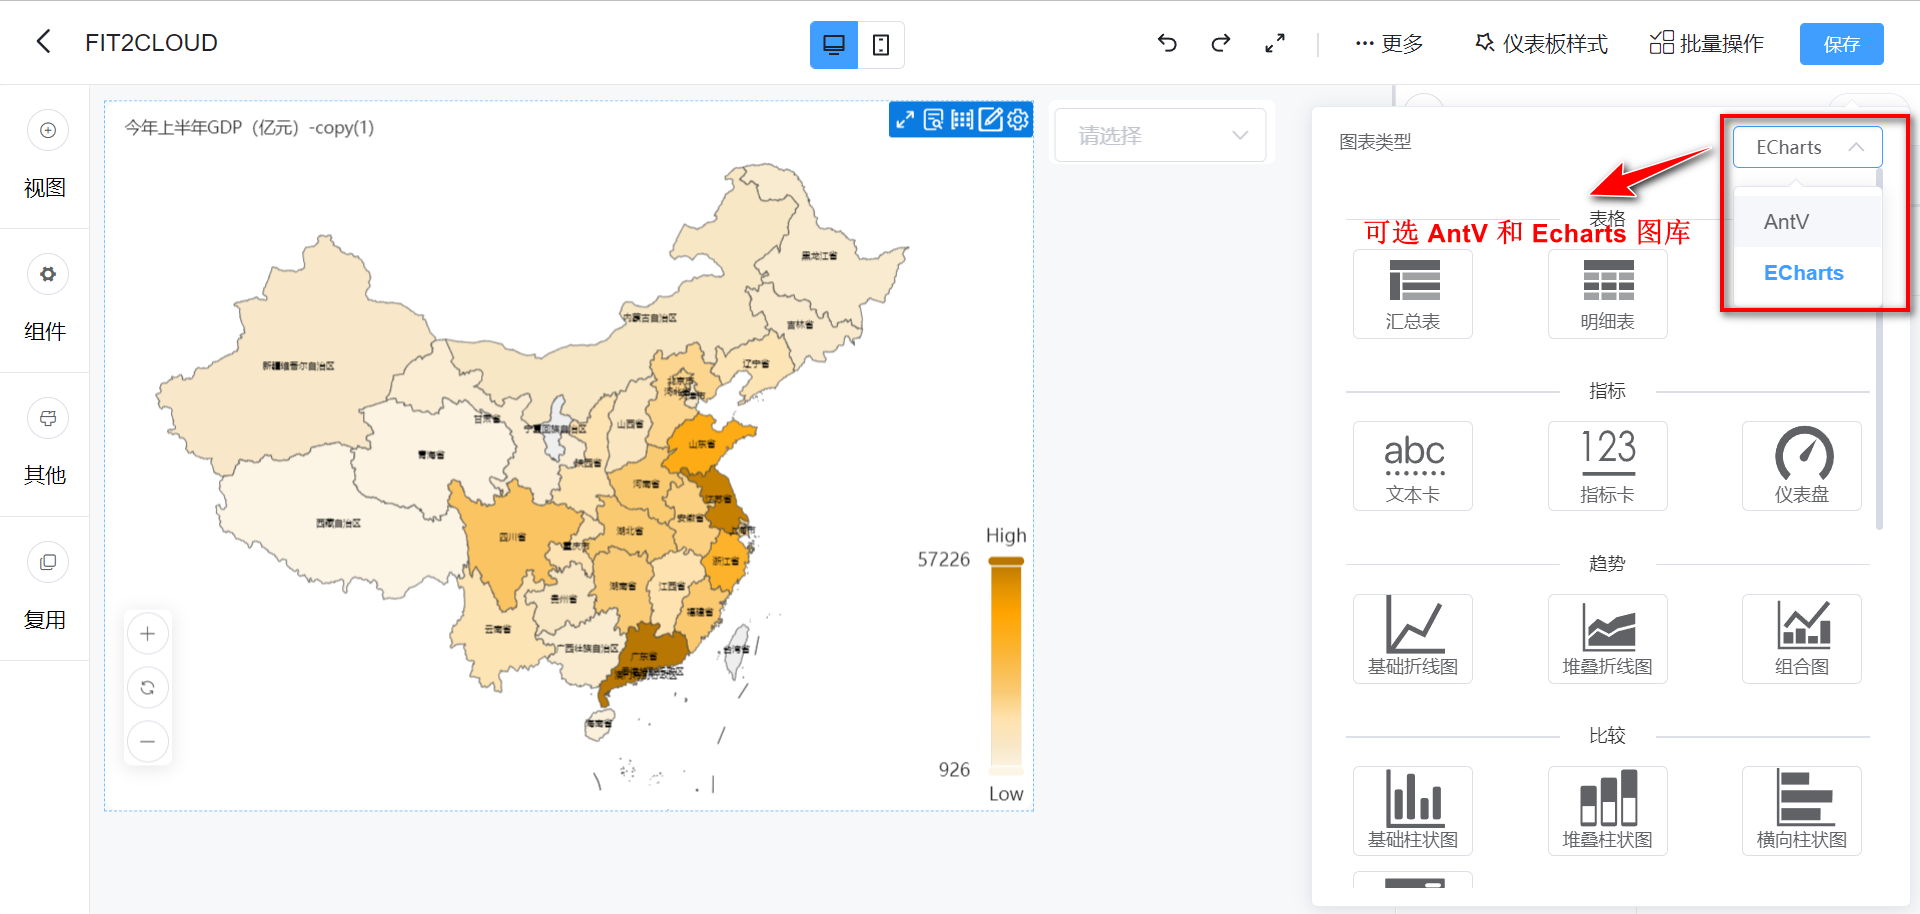 FIT2CLOUD
更多
仪表板样式
批量操作
保存
视图
组件
其他
复用
今年上半年GDP（亿元）-copy(1)
请选择
黑龙江省
内蒙古自治区
吉林省
新疆维吾尔自治区
辽宁省
北京市
甘肃省
宁夏回族自治区
山西省
山东省
青海省
陕西省
河南省
江苏省
西藏自治区
安徽省
上海市
四川省
湖北省
重庆市
浙江省
湖南省
江西省
贵州省
福建省
云南省
广西壮族自治区
广东省
台湾省
海南省
High
57226
926
Low
图表类型
ECharts
AntV
ECharts
表格
可选 AntV 和 Echarts 图库
汇总表
明细表
指标
abc
文本卡
123
指标卡
仪表盘
趋势
基础折线图
堆叠折线图
组合图
比较
基础柱状图
堆叠柱状图
横向柱状图